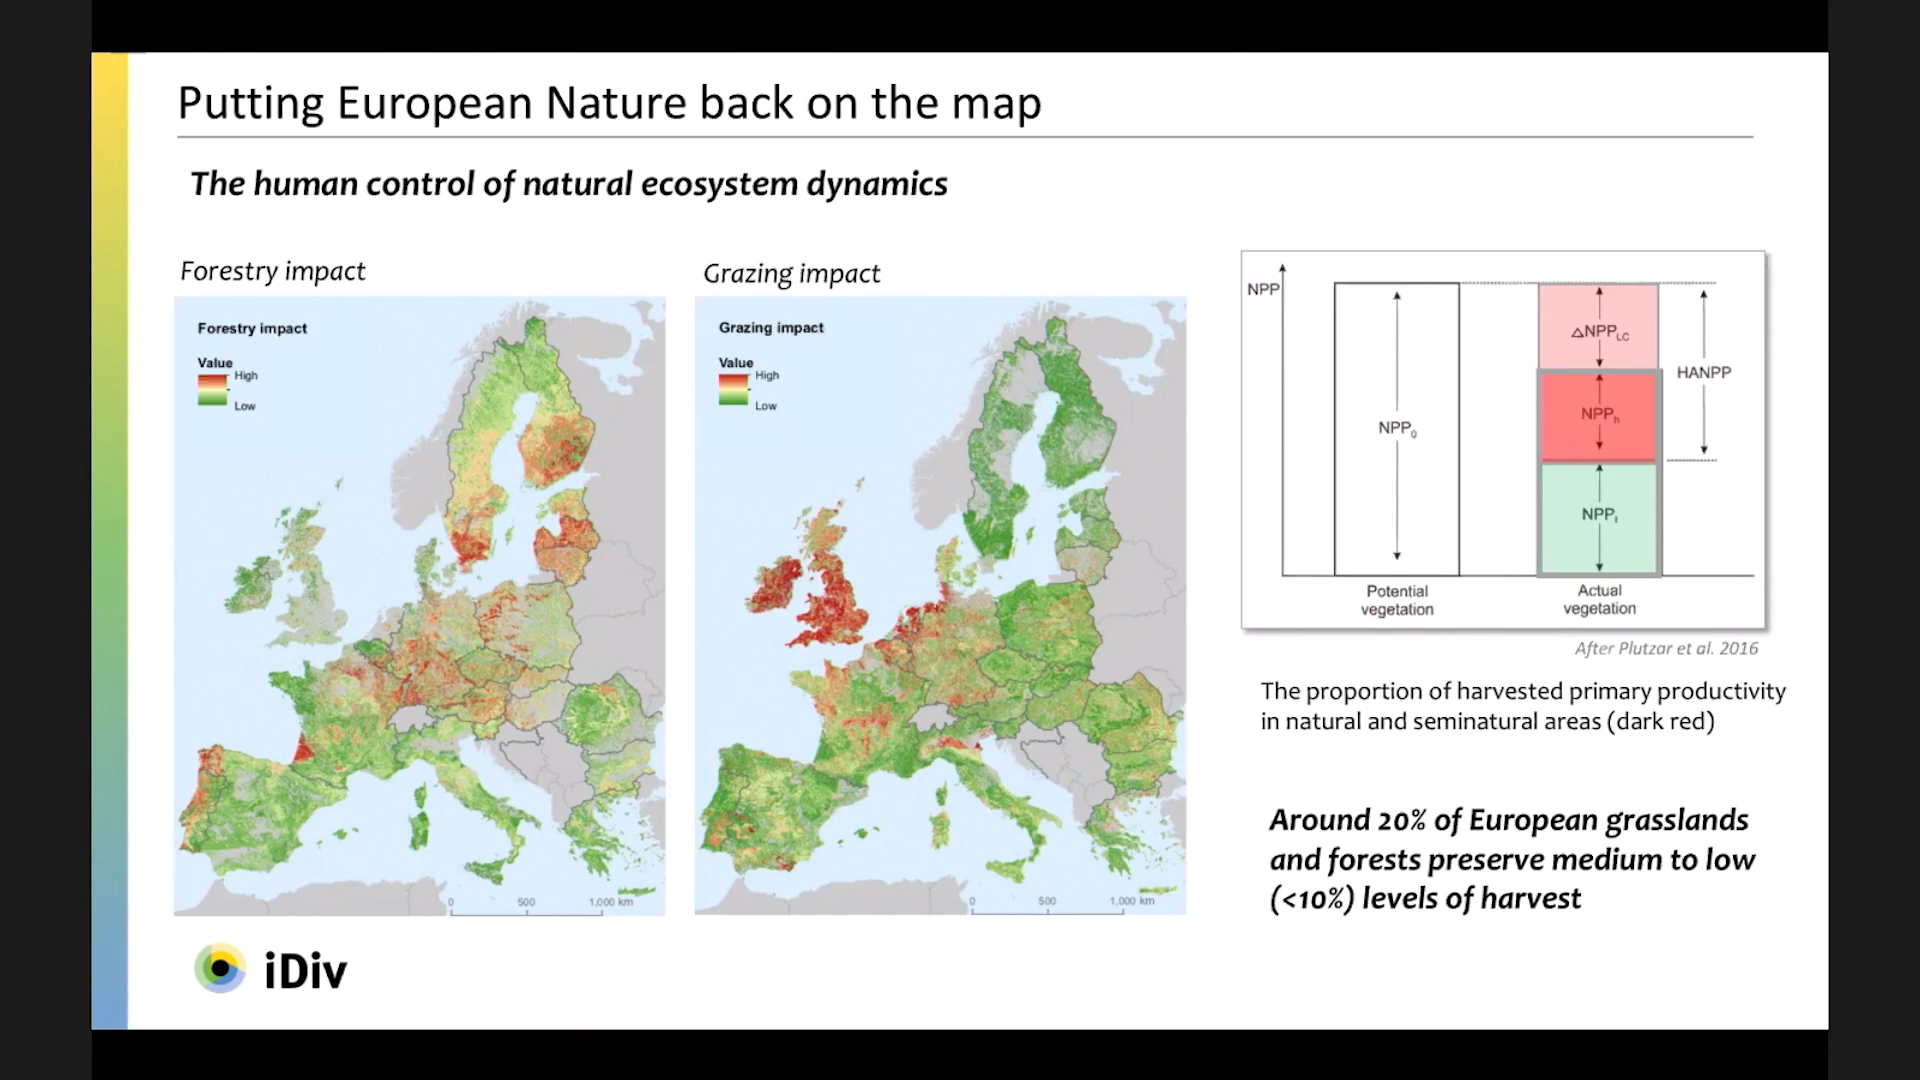 Putting European Nature back on the map
The human control of natural ecosystem dynamics
Forestry impact
Forestry impact
Value
High
Low
0 500 1,000 km
Grazing impact
Grazing impact
Value
High
Low
0 500 1,000 km
NPP
NPP0
Potential vegetation
ΔNPPLC
NPPh
NPPt
HANPP
Actual vegetation
After Plutzar et al. 2016
The proportion of harvested primary productivity
in natural and seminatural areas (dark red)
Around 20% of European grasslands
and forests preserve medium to low
(<10%) levels of harvest
iDiv